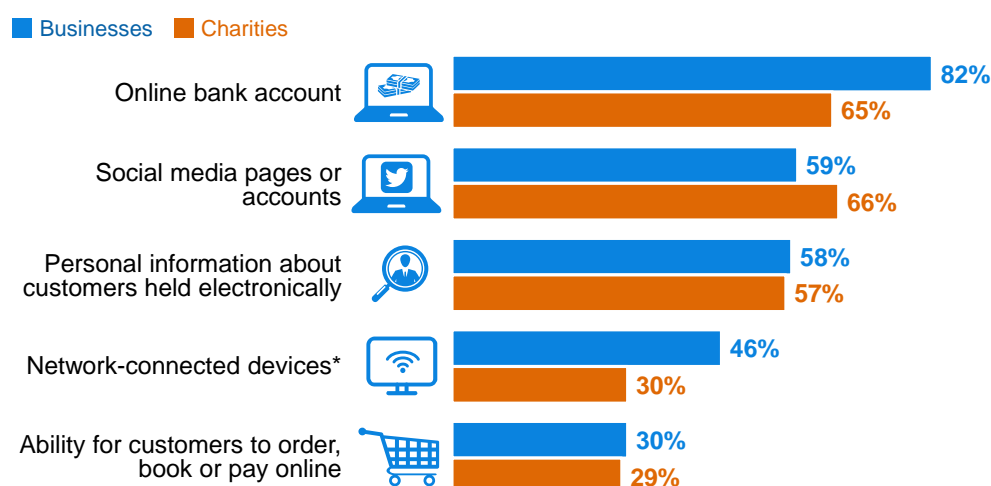 Businesses Charities
Online bank account
82%
65%
Social media pages or
accounts
59%
66%
Personal information about
customers held electronically
58%
57%
Network-connected devices*
46%
30%
Ability for customers to order,
book or pay online
30%
29%